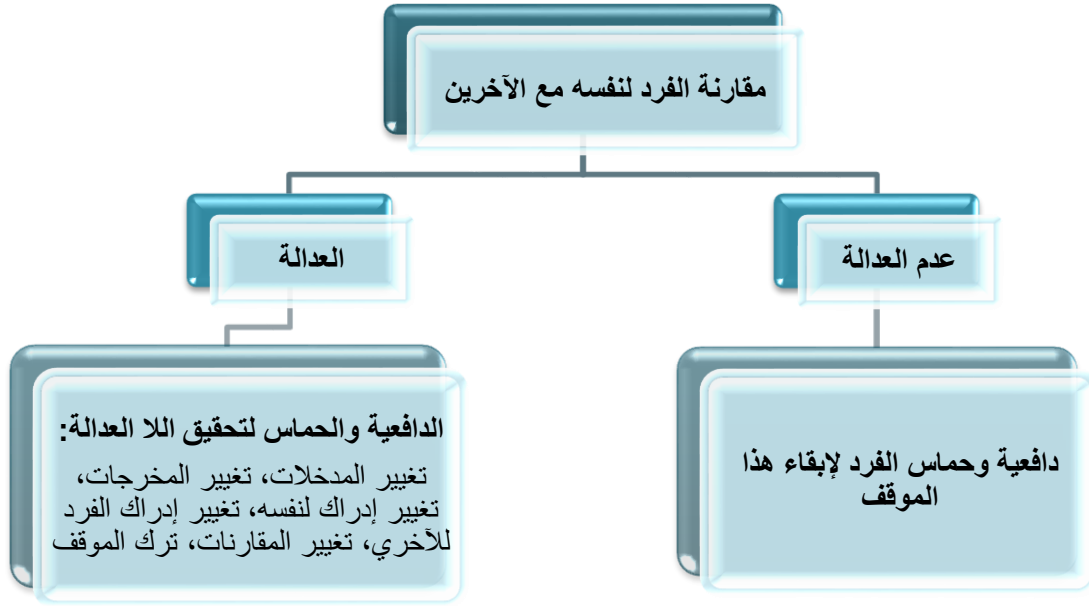 مقارنة الفرد لنفسه مع الآخرين
عدم العدالة
العدالة
دافعية وحماس الفرد لإبقاء هذا
الموقف
الدافعية والحماس لتحقيق اللا العدالة:
تغيير المدخلات، تغيير المخرجات،
تغيير إدراك لنفسه، تغيير إدراك الفرد
للآخري، تغيير المقارنات، ترك الموقف